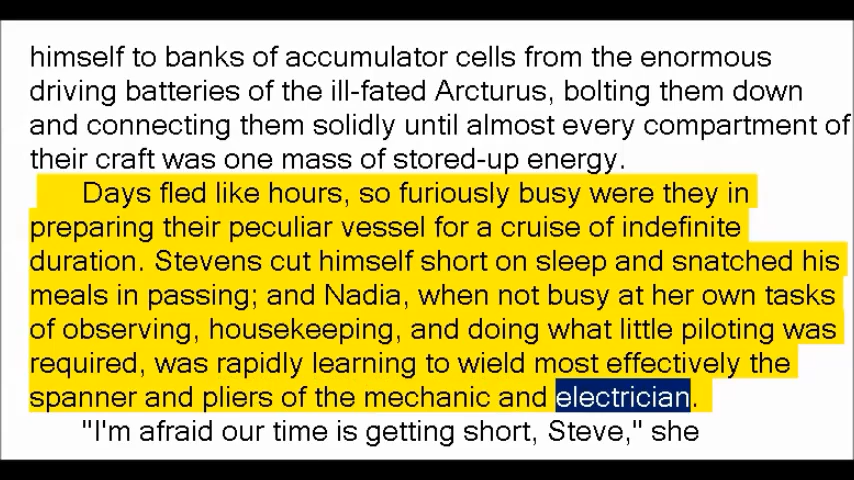 himself to banks of accumulator cells from the enormous
driving batteries of the ill-fated Arcturus, bolting them down
and connecting them solidly until almost every compartment of
their craft was one mass of stored-up energy.
Days fled like hours, so furiously busy were they in
preparing their peculiar vessel for a cruise of indefinite
duration. Stevens cut himself short on sleep and snatched his
meals in passing; and Nadia, when not busy at her own tasks
of observing, housekeeping, and doing what little piloting was
required, was rapidly learning to wield most effectively the
spanner and pliers of the mechanic and electrician.
"I'm afraid our time is getting short, Steve," she